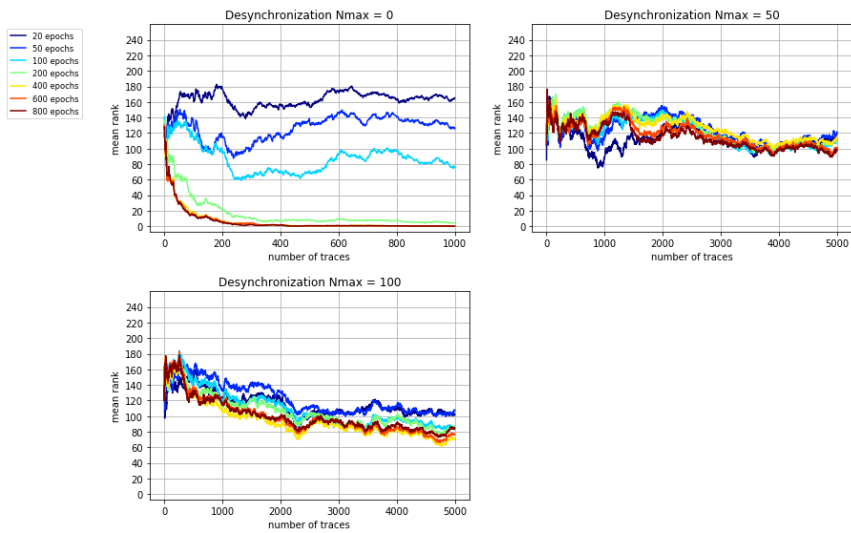 20 epochs
50 epochs
100 epochs
200 epochs
400 epochs
600 epochs
800 epochs
Desynchronization Nmax = 0
mean rank
240
220
200
180
160
140
120
100
80
60
40
20
0
0 200 400 600 800 1000
number of traces
Desynchronization Nmax = 50
mean rank
240
220
200
180
160
140
120
100
80
60
40
20
0
0 1000 2000 3000 4000 5000
number of traces
Desynchronization Nmax = 100
mean rank
240
220
200
180
160
140
120
100
80
60
40
20
0
0 1000 2000 3000 4000 5000
number of traces